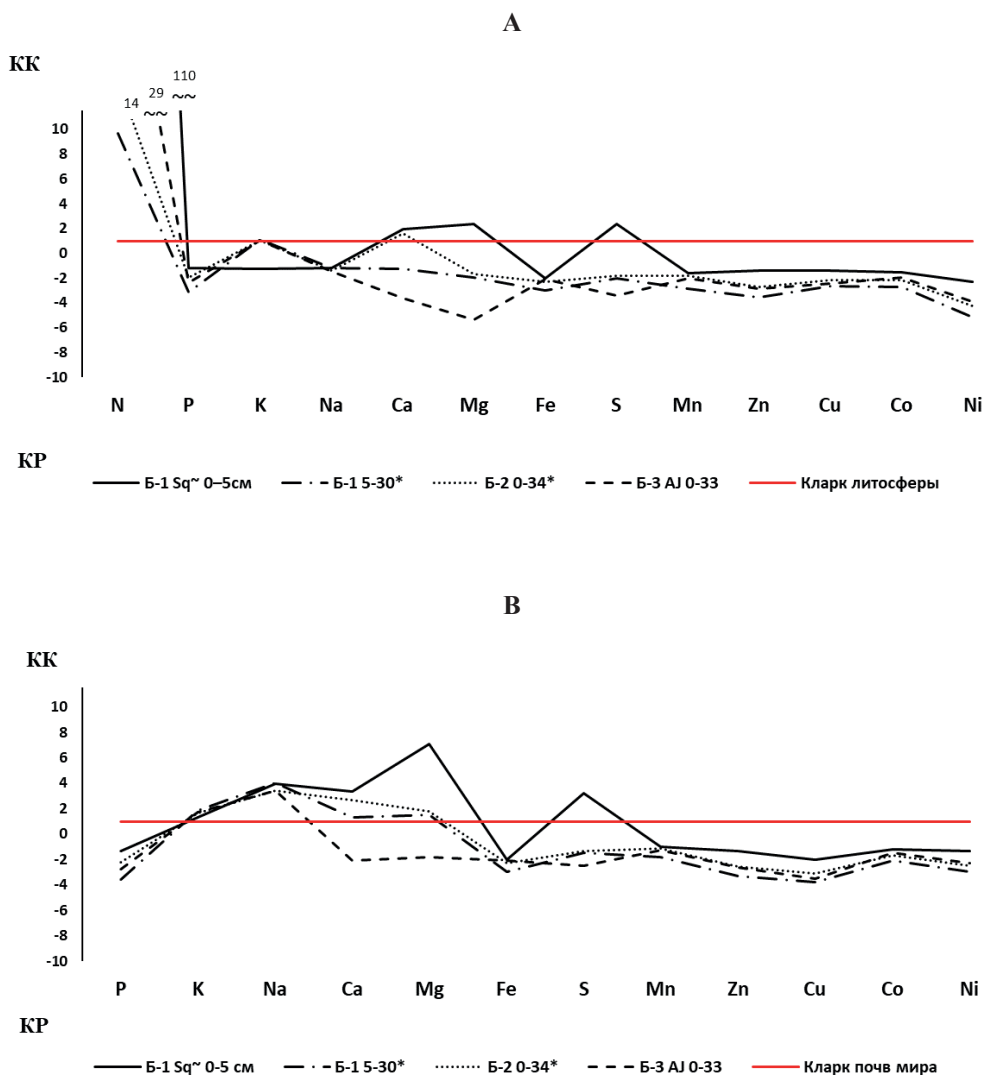 А
КК
110
29
14
~~
~~
10
8
6
4
2
0
-2
-4
-6
-8
-10
N P K Na Ca Mg Fe S Mn Zn Cu Co Ni
КР
Б-1 Sq~ 0–5см Б-1 5-30* Б-2 0-34* Б-3 AJ 0-33 Кларк литосферы
В
КК
10
8
6
4
2
0
-2
-4
-6
-8
-10
P K Na Ca Mg Fe S Mn Zn Cu Co Ni
КР
Б-1 Sq~ 0-5 см Б-1 5-30* Б-2 0-34* Б-3 AJ 0-33 Кларк почв мира